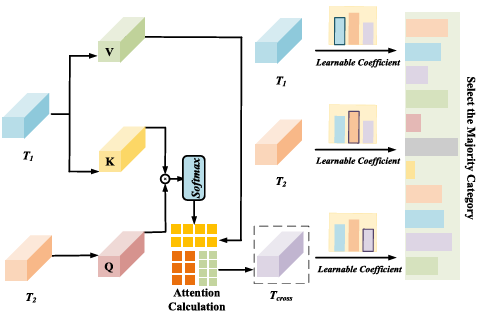 V
T1
K
T2
Q
Softmax
Attention
Calculation
T1
Learnable Coefficient
T2
Learnable Coefficient
Tcross
Learnable Coefficient
Select the Majority Category